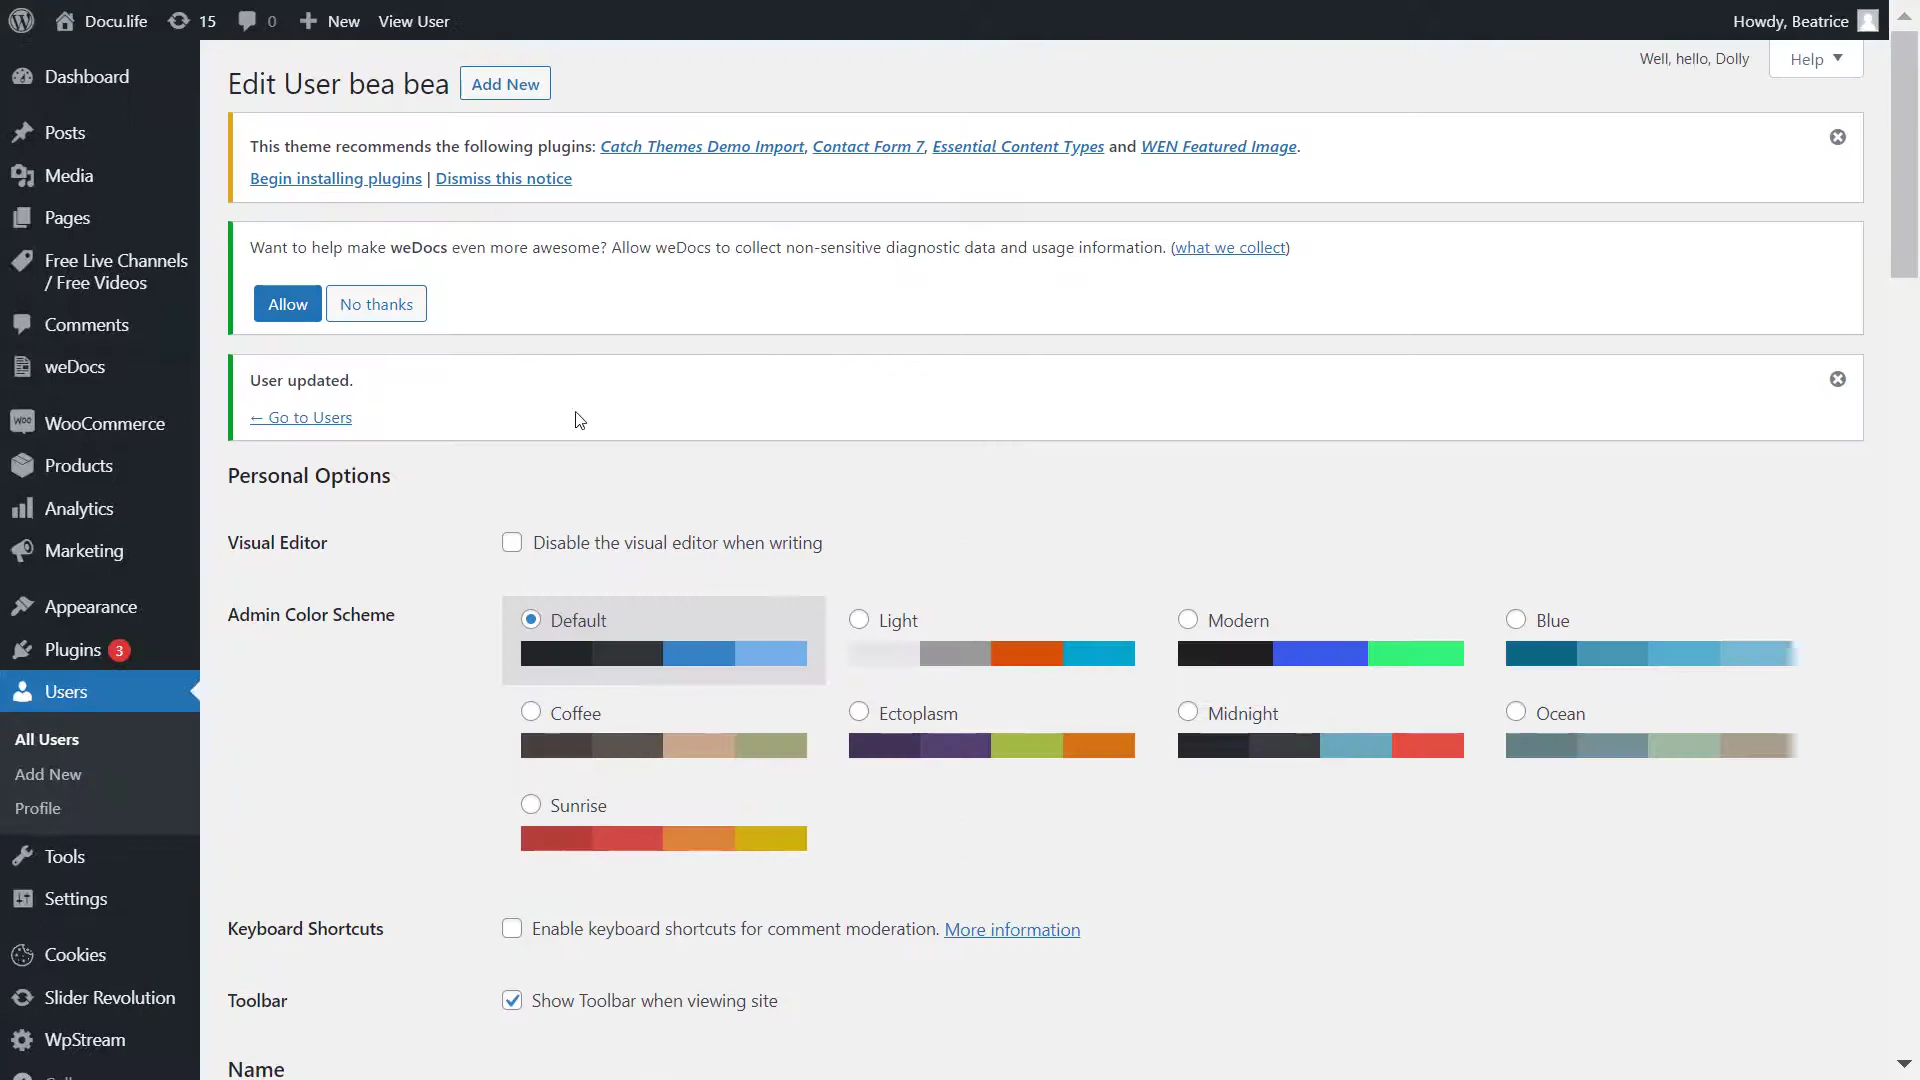 Docu.life 15 0 New View User Howdy, Beatrice
Well, hello, Dolly Help
Edit User bea bea Add New
This theme recommends the following plugins: Catch Themes Demo Import, Contact Form 7, Essential Content Types and WEN Featured Image.
Begin installing plugins | Dismiss this notice
Want to help make weDocs even more awesome? Allow weDocs to collect non-sensitive diagnostic data and usage information. (what we collect)
Allow No thanks
User updated.
← Go to Users
Personal Options
Visual Editor Disable the visual editor when writing
Admin Color Scheme Default Light Modern Blue
Coffee Ectoplasm Midnight Ocean
Sunrise
Keyboard Shortcuts Enable keyboard shortcuts for comment moderation. More information
Toolbar Show Toolbar when viewing site
Name
Dashboard
Posts
Media
Pages
Free Live Channels
/ Free Videos
Comments
weDocs
Woo WooCommerce
Products
Analytics
Marketing
Appearance
Plugins 3
Users
All Users
Add New
Profile
Tools
Settings
Cookies
Slider Revolution
WpStream